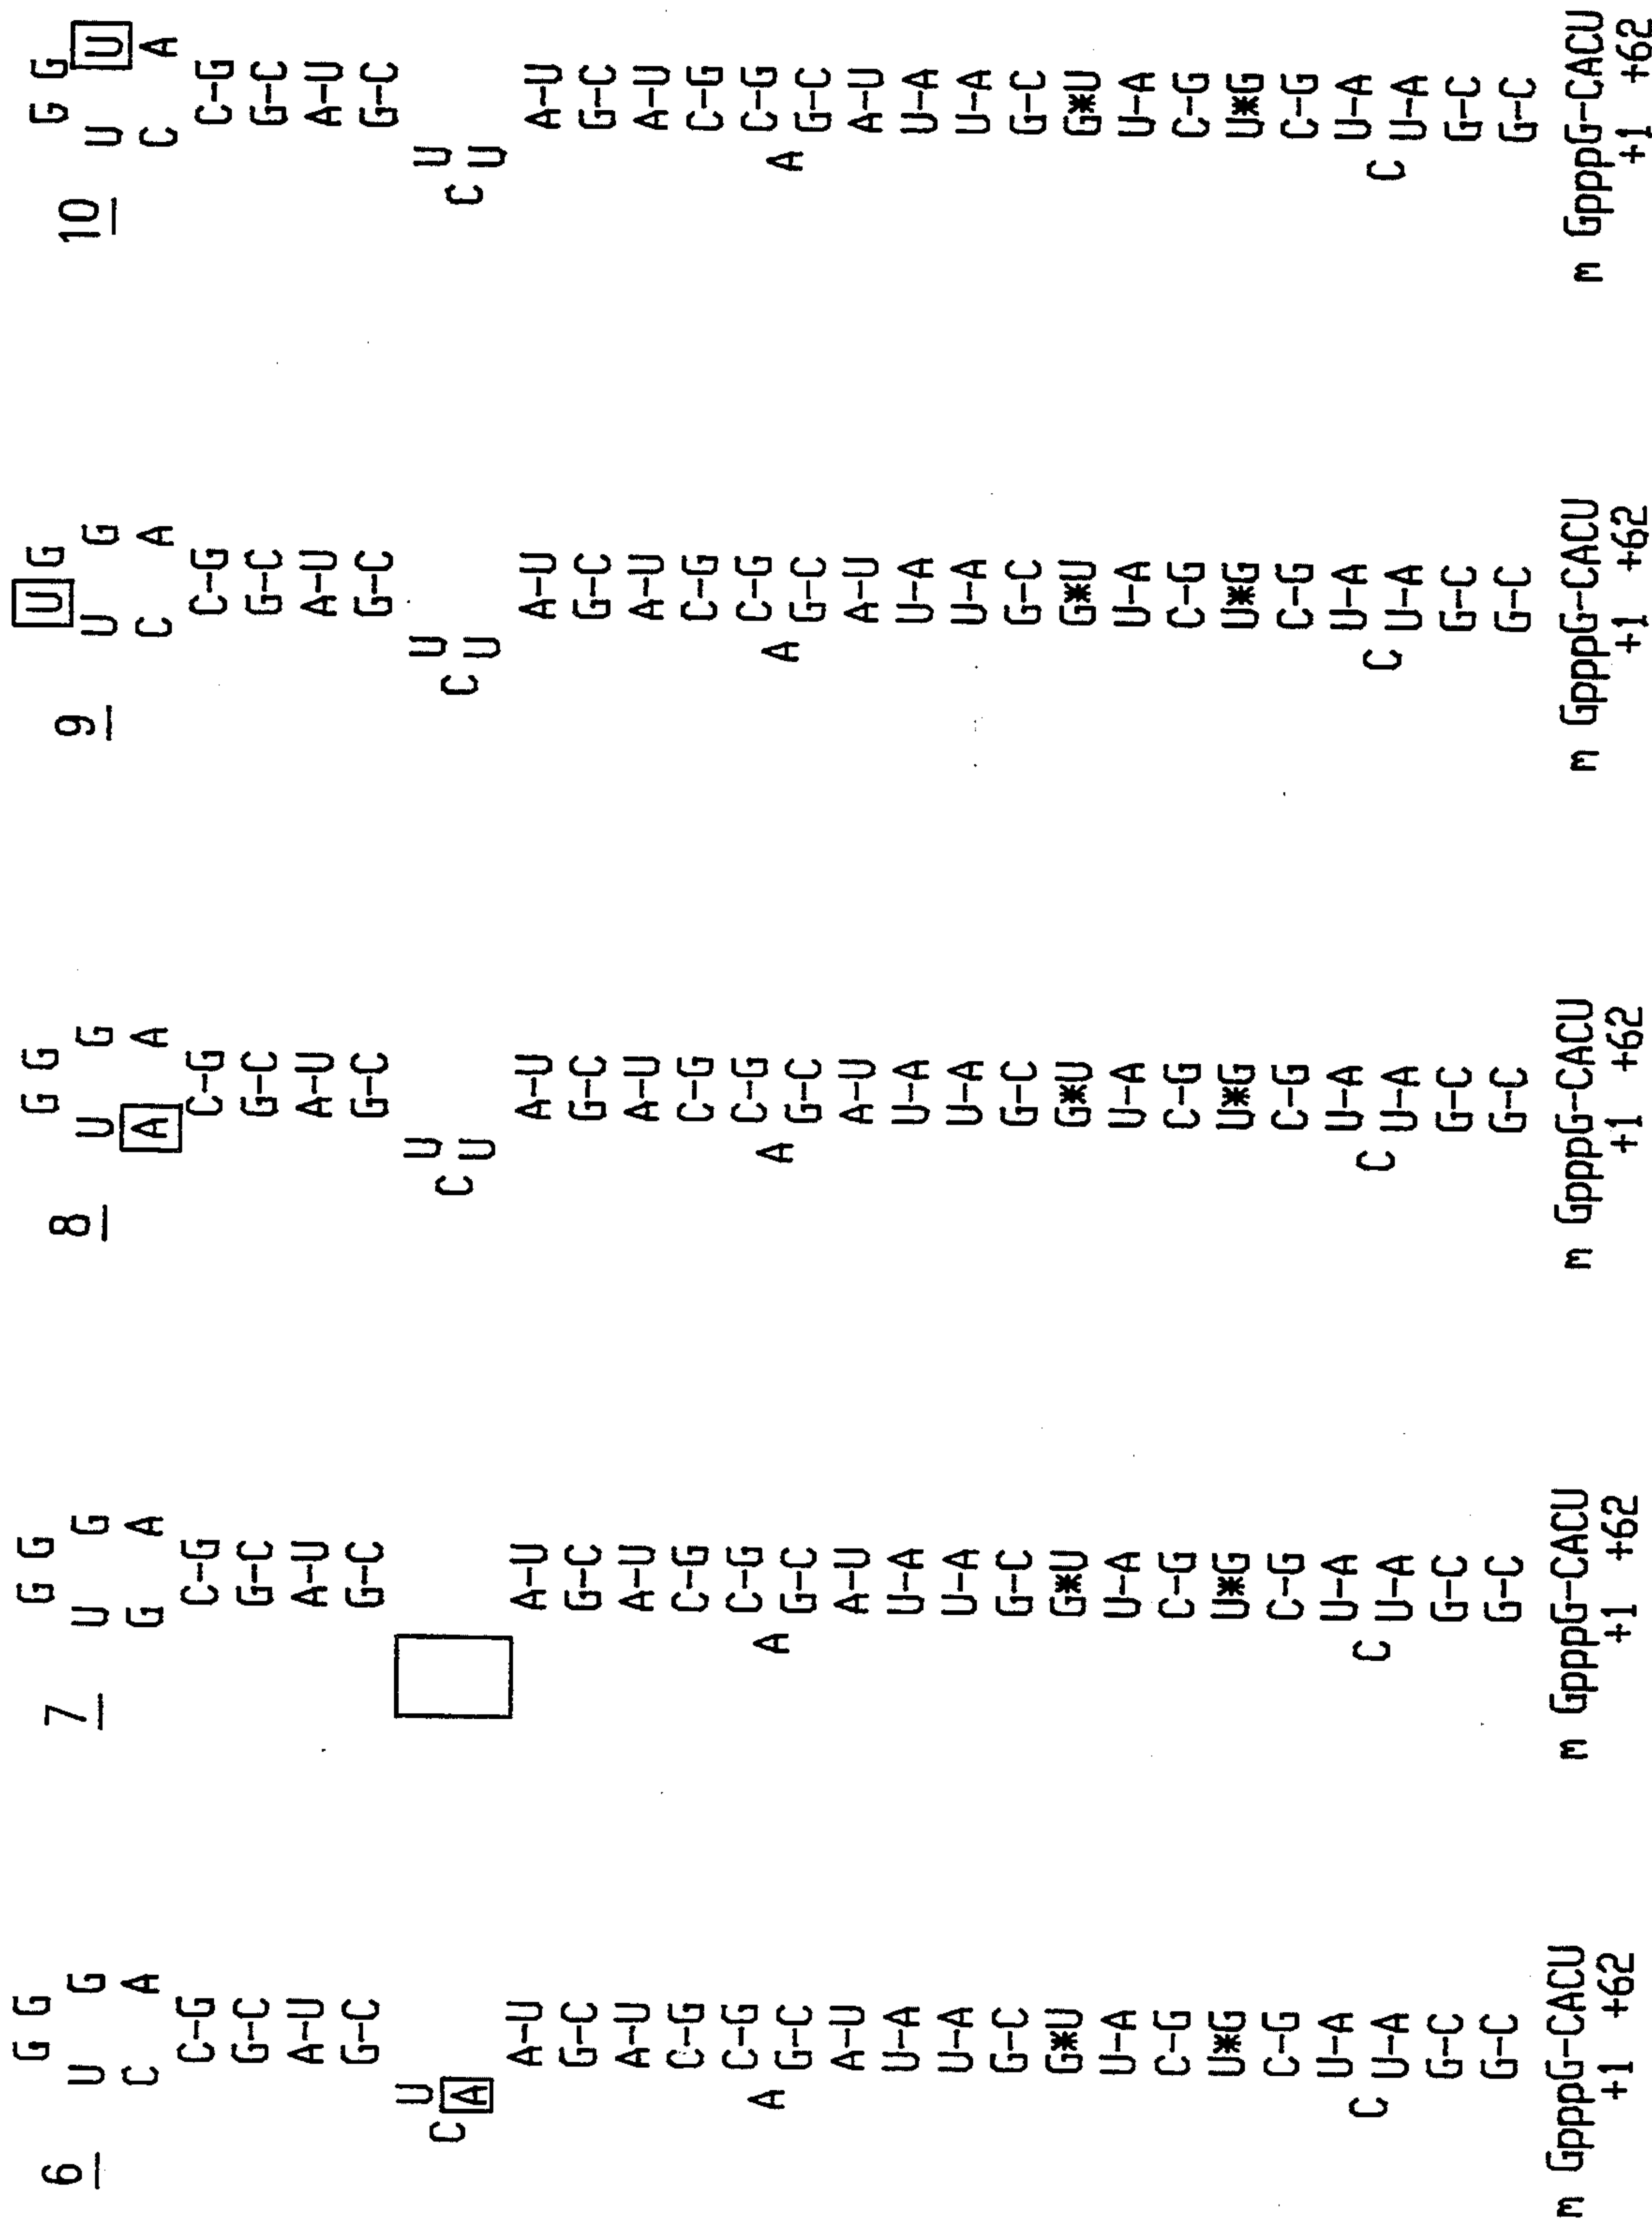 6
G G
U G
C A
C-G
G-C
A-U
G-C
U
C
A
A-U
G-C
A-U
C-G
C-G
A
G-C
A-U
U-A
U-A
G-C
G*U
U-A
C-G
U*G
C-G
U-A
C
U-A
G-C
G-C
m GpppG-CACU
+1 +62
7
G G
U G
G A
C-G
G-C
A-U
G-C
A-U
G-C
A-U
C-G
C-G
A
G-C
A-U
U-A
U-A
G-C
G*U
U-A
C-G
U*G
C-G
U-A
C
U-A
G-C
G-C
m GpppG-CACU
+1 +62
8
G G
U G
A A
C-G
G-C
A-U
G-C
U
C
U
A-U
G-C
A-U
C-G
C-G
A
G-C
A-U
U-A
U-A
G-C
G*U
U-A
C-G
U*G
C-G
U-A
C
U-A
G-C
G-C
m GpppG-CACU
+1 +62
9
U G
U G
C A
C-G
G-C
A-U
G-C
U
C
U
A-U
G-C
A-U
C-G
C-G
A
G-C
A-U
U-A
U-A
G-C
G*U
U-A
C-G
U*G
C-G
U-A
C
U-A
G-C
G-C
m GpppG-CACU
+1 +62
10
G G
U U
C A
C-G
G-C
A-U
G-C
U
C
U
A-U
G-C
A-U
C-G
C-G
A
G-C
A-U
U-A
U-A
G-C
G*U
U-A
C-G
U*G
C-G
U-A
C
U-A
G-C
G-C
m GpppG-CACU
+1 +62